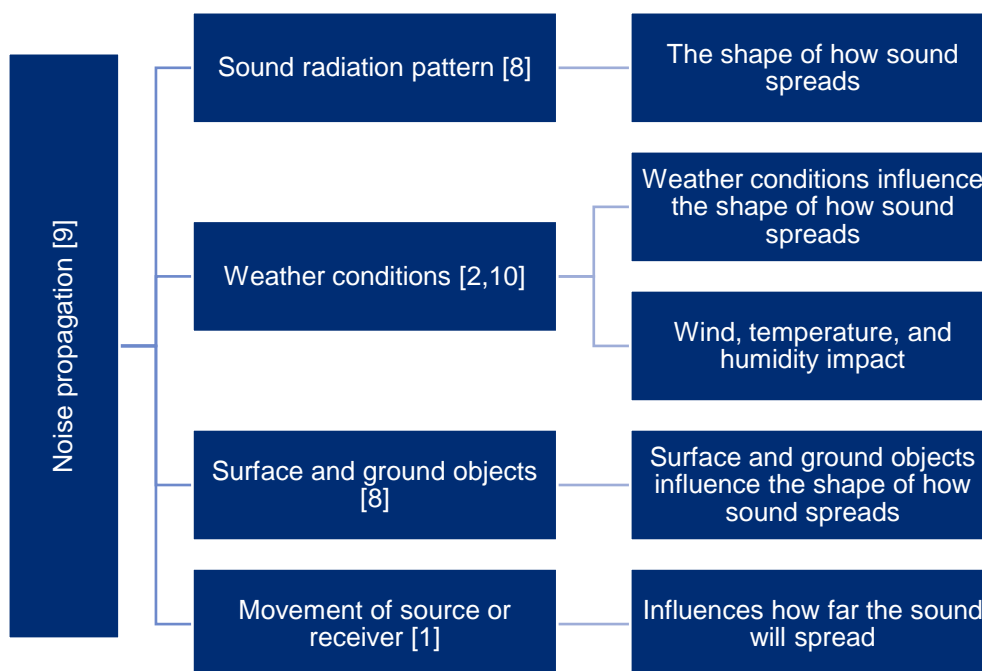 Noise propagation [9]
Sound radiation pattern [8]
The shape of how sound
spreads
Weather conditions [2,10]
Weather conditions influence
the shape of how sound
spreads
Wind, temperature, and
humidity impact
Surface and ground objects
[8]
Surface and ground objects
influence the shape of how
sound spreads
Movement of source or
receiver [1]
Influences how far the sound
will spread